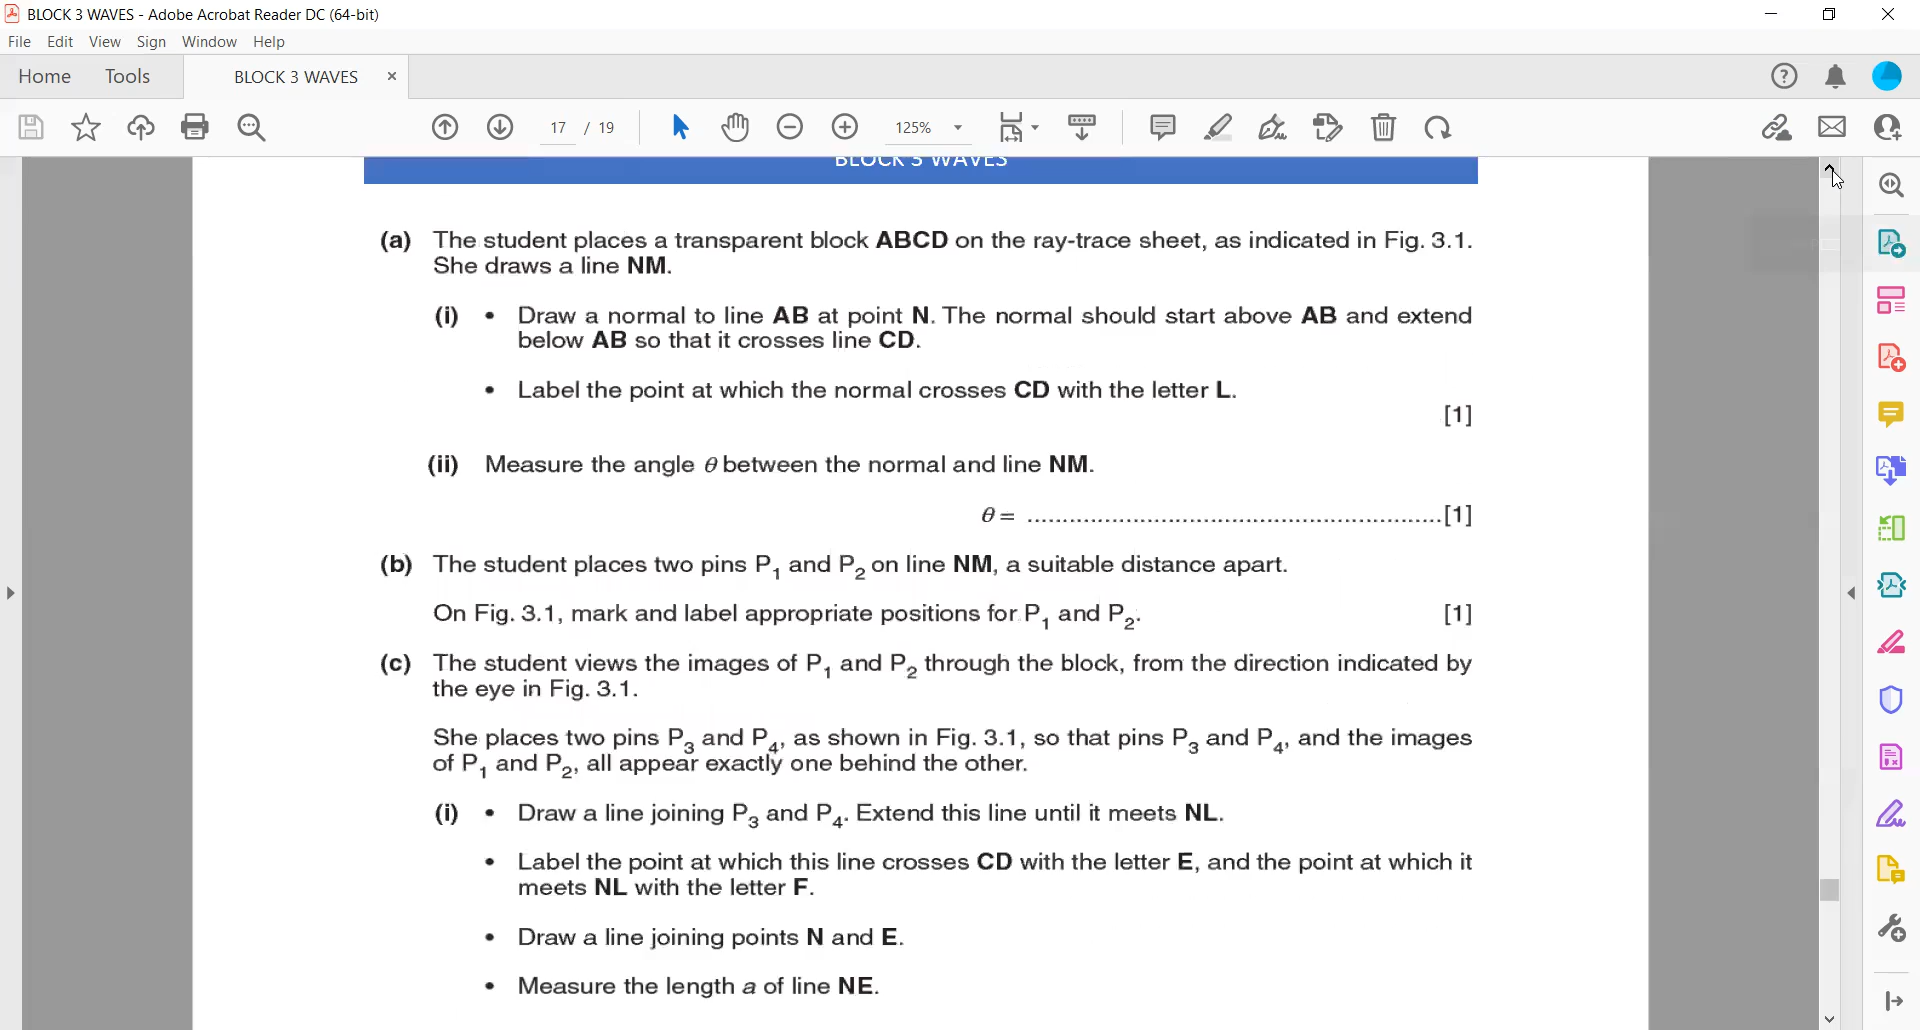 BLOCK 3 WAVES - Adobe Acrobat Reader DC (64-bit)
File Edit View Sign Window Help
Home Tools BLOCK 3 WAVES ×
17 / 19 125%
BLOCK 3 WAVES
(a) The student places a transparent block ABCD on the ray-trace sheet, as indicated in Fig. 3.1.
She draws a line NM.
(i) • Draw a normal to line AB at point N. The normal should start above AB and extend
below AB so that it crosses line CD.
• Label the point at which the normal crosses CD with the letter L.
[1]
(ii) Measure the angle θ between the normal and line NM.
θ = ...........................................................[1]
(b) The student places two pins P₁ and P₂ on line NM, a suitable distance apart.
On Fig. 3.1, mark and label appropriate positions for P₁ and P₂. [1]
(c) The student views the images of P₁ and P₂ through the block, from the direction indicated by
the eye in Fig. 3.1.
She places two pins P₃ and P₄, as shown in Fig. 3.1, so that pins P₃ and P₄, and the images
of P₁ and P₂, all appear exactly one behind the other.
(i) • Draw a line joining P₃ and P₄. Extend this line until it meets NL.
• Label the point at which this line crosses CD with the letter E, and the point at which it
meets NL with the letter F.
• Draw a line joining points N and E.
• Measure the length a of line NE.